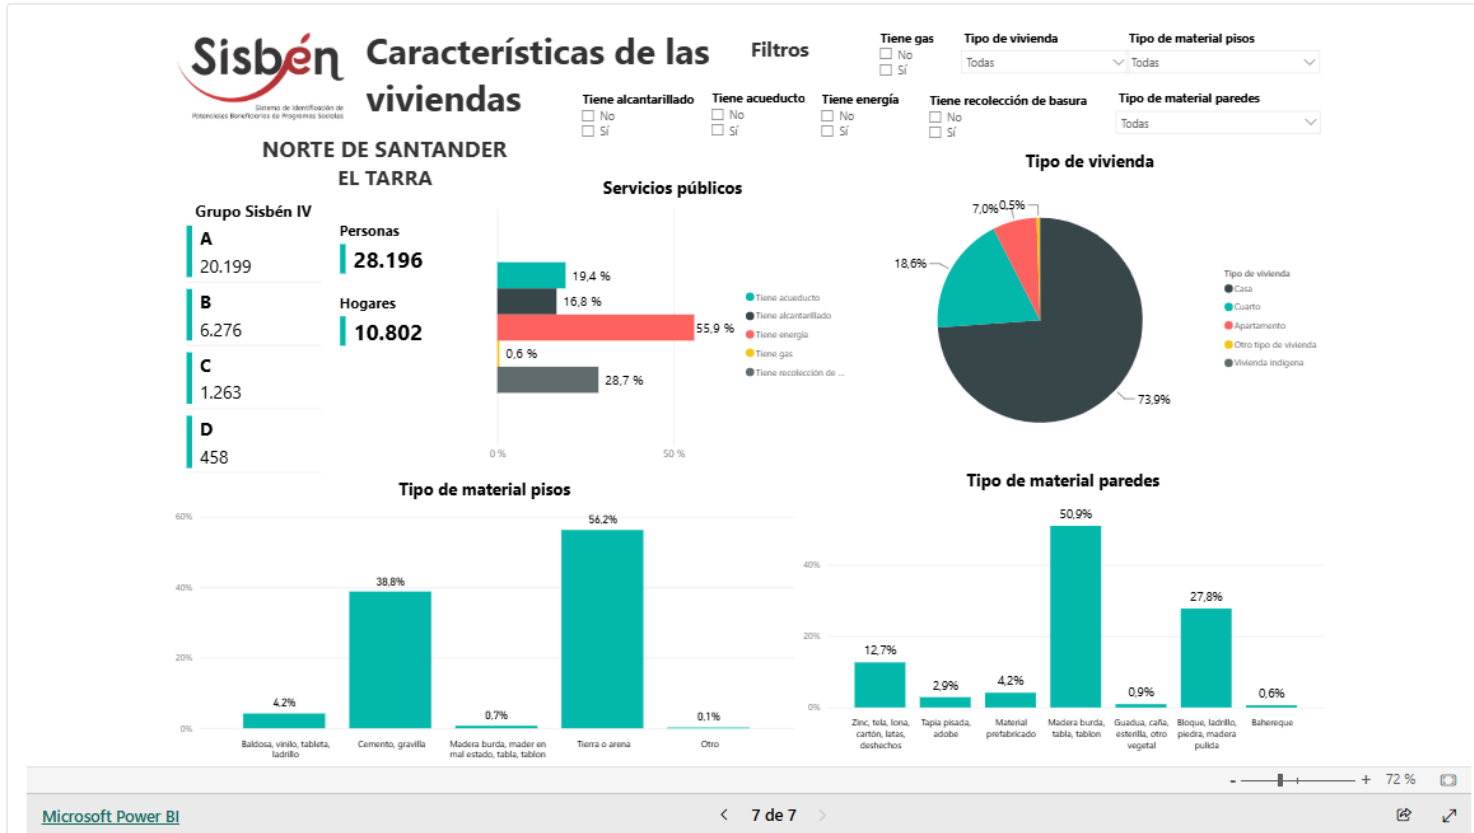 Sisbén
Sistema de Identificación de
Potenciales Beneficiarios de Programas Sociales
Características de las
viviendas
Filtros
Tiene gas
No
Sí
Tipo de vivienda
Todas
Tipo de material pisos
Todas
Tiene alcantarillado
No
Sí
Tiene acueducto
No
Sí
Tiene energía
No
Sí
Tiene recolección de basura
No
Sí
Tipo de material paredes
Todas
NORTE DE SANTANDER
EL TARRA
Grupo Sisbén IV
A
20.199
B
6.276
C
1.263
D
458
Personas
28.196
Hogares
10.802
Servicios públicos
19,4 %
16,8 %
55,9 %
0,6 %
28,7 %
0 %
50 %
Tiene acueducto
Tiene alcantarillado
Tiene energía
Tiene gas
Tiene recolección de ...
Tipo de vivienda
7,0%
0,5%
18,6%
73,9%
Tipo de vivienda
Casa
Cuarto
Apartamento
Otro tipo de vivienda
Vivienda indígena
Tipo de material pisos
60%
40%
20%
0%
4,2%
38,8%
0,7%
56,2%
0,1%
Baldosa, vinilo, tableta,
ladrillo
Cemento, gravilla
Madera burda, mader en
mal estado, tabla, tablon
Tierra o arena
Otro
Tipo de material paredes
40%
20%
0%
12,7%
2,9%
4,2%
50,9%
0,9%
27,8%
0,6%
Zinc, tela, lona,
cartón, latas,
deshechos
Tapia pisada,
adobe
Material
prefabricado
Madera burda,
tabla, tablon
Guadua, caña,
esterilla, otro
vegetal
Bloque, ladrillo,
piedra, madera
pulida
Bahereque
- + 72 %
Microsoft Power BI
< 7 de 7 >